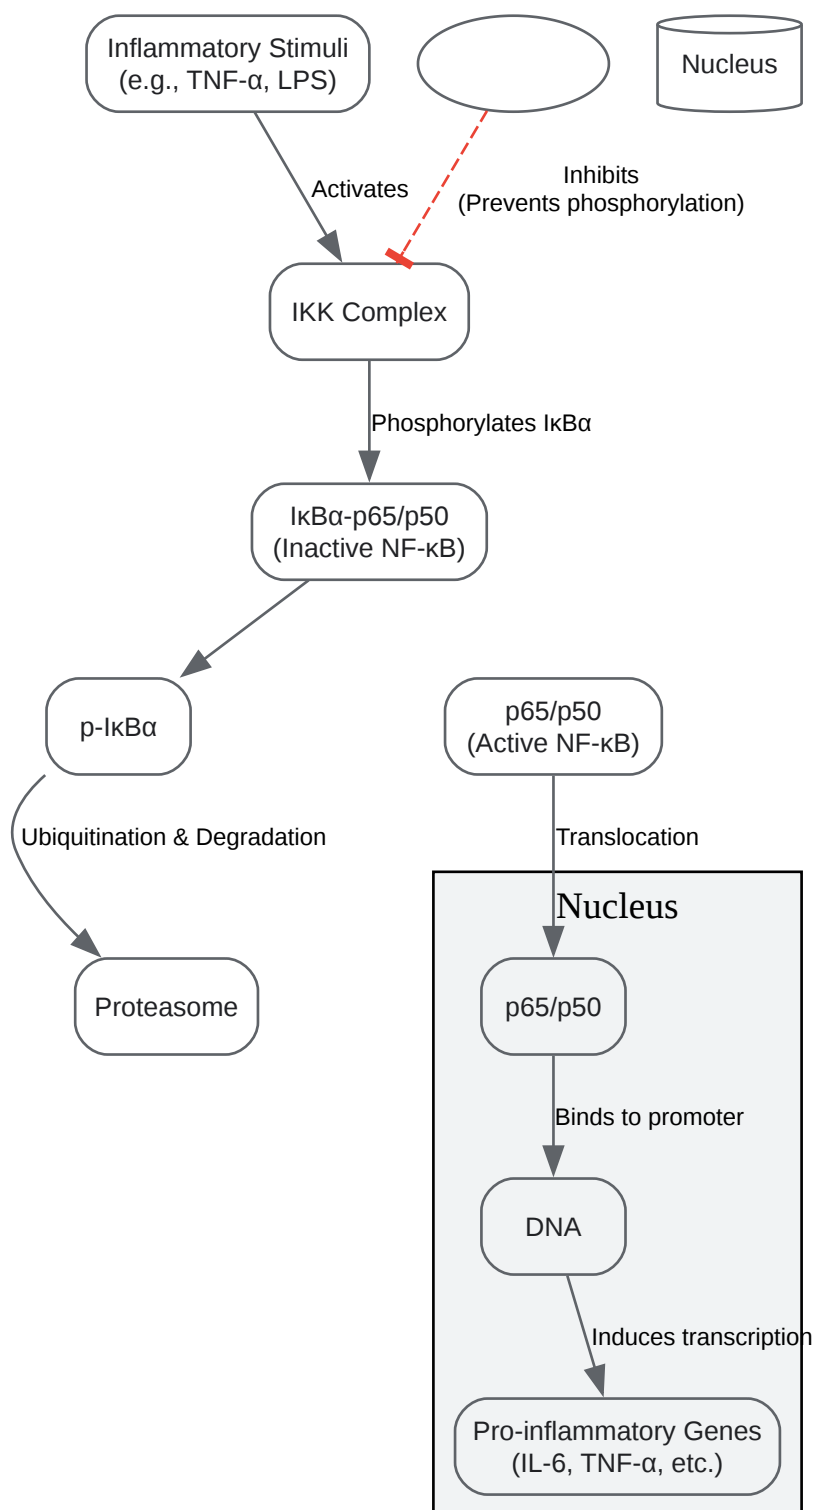 Inflammatory Stimuli
(e.g., TNF-α, LPS)
Nucleus
Activates
Inhibits
(Prevents phosphorylation)
IKK Complex
Phosphorylates IκBα
IκBα-p65/p50
(Inactive NF-κB)
p-IκBα
p65/p50
(Active NF-κB)
Ubiquitination & Degradation
Translocation
Nucleus
Proteasome
p65/p50
Binds to promoter
DNA
Induces transcription
Pro-inflammatory Genes
(IL-6, TNF-α, etc.)